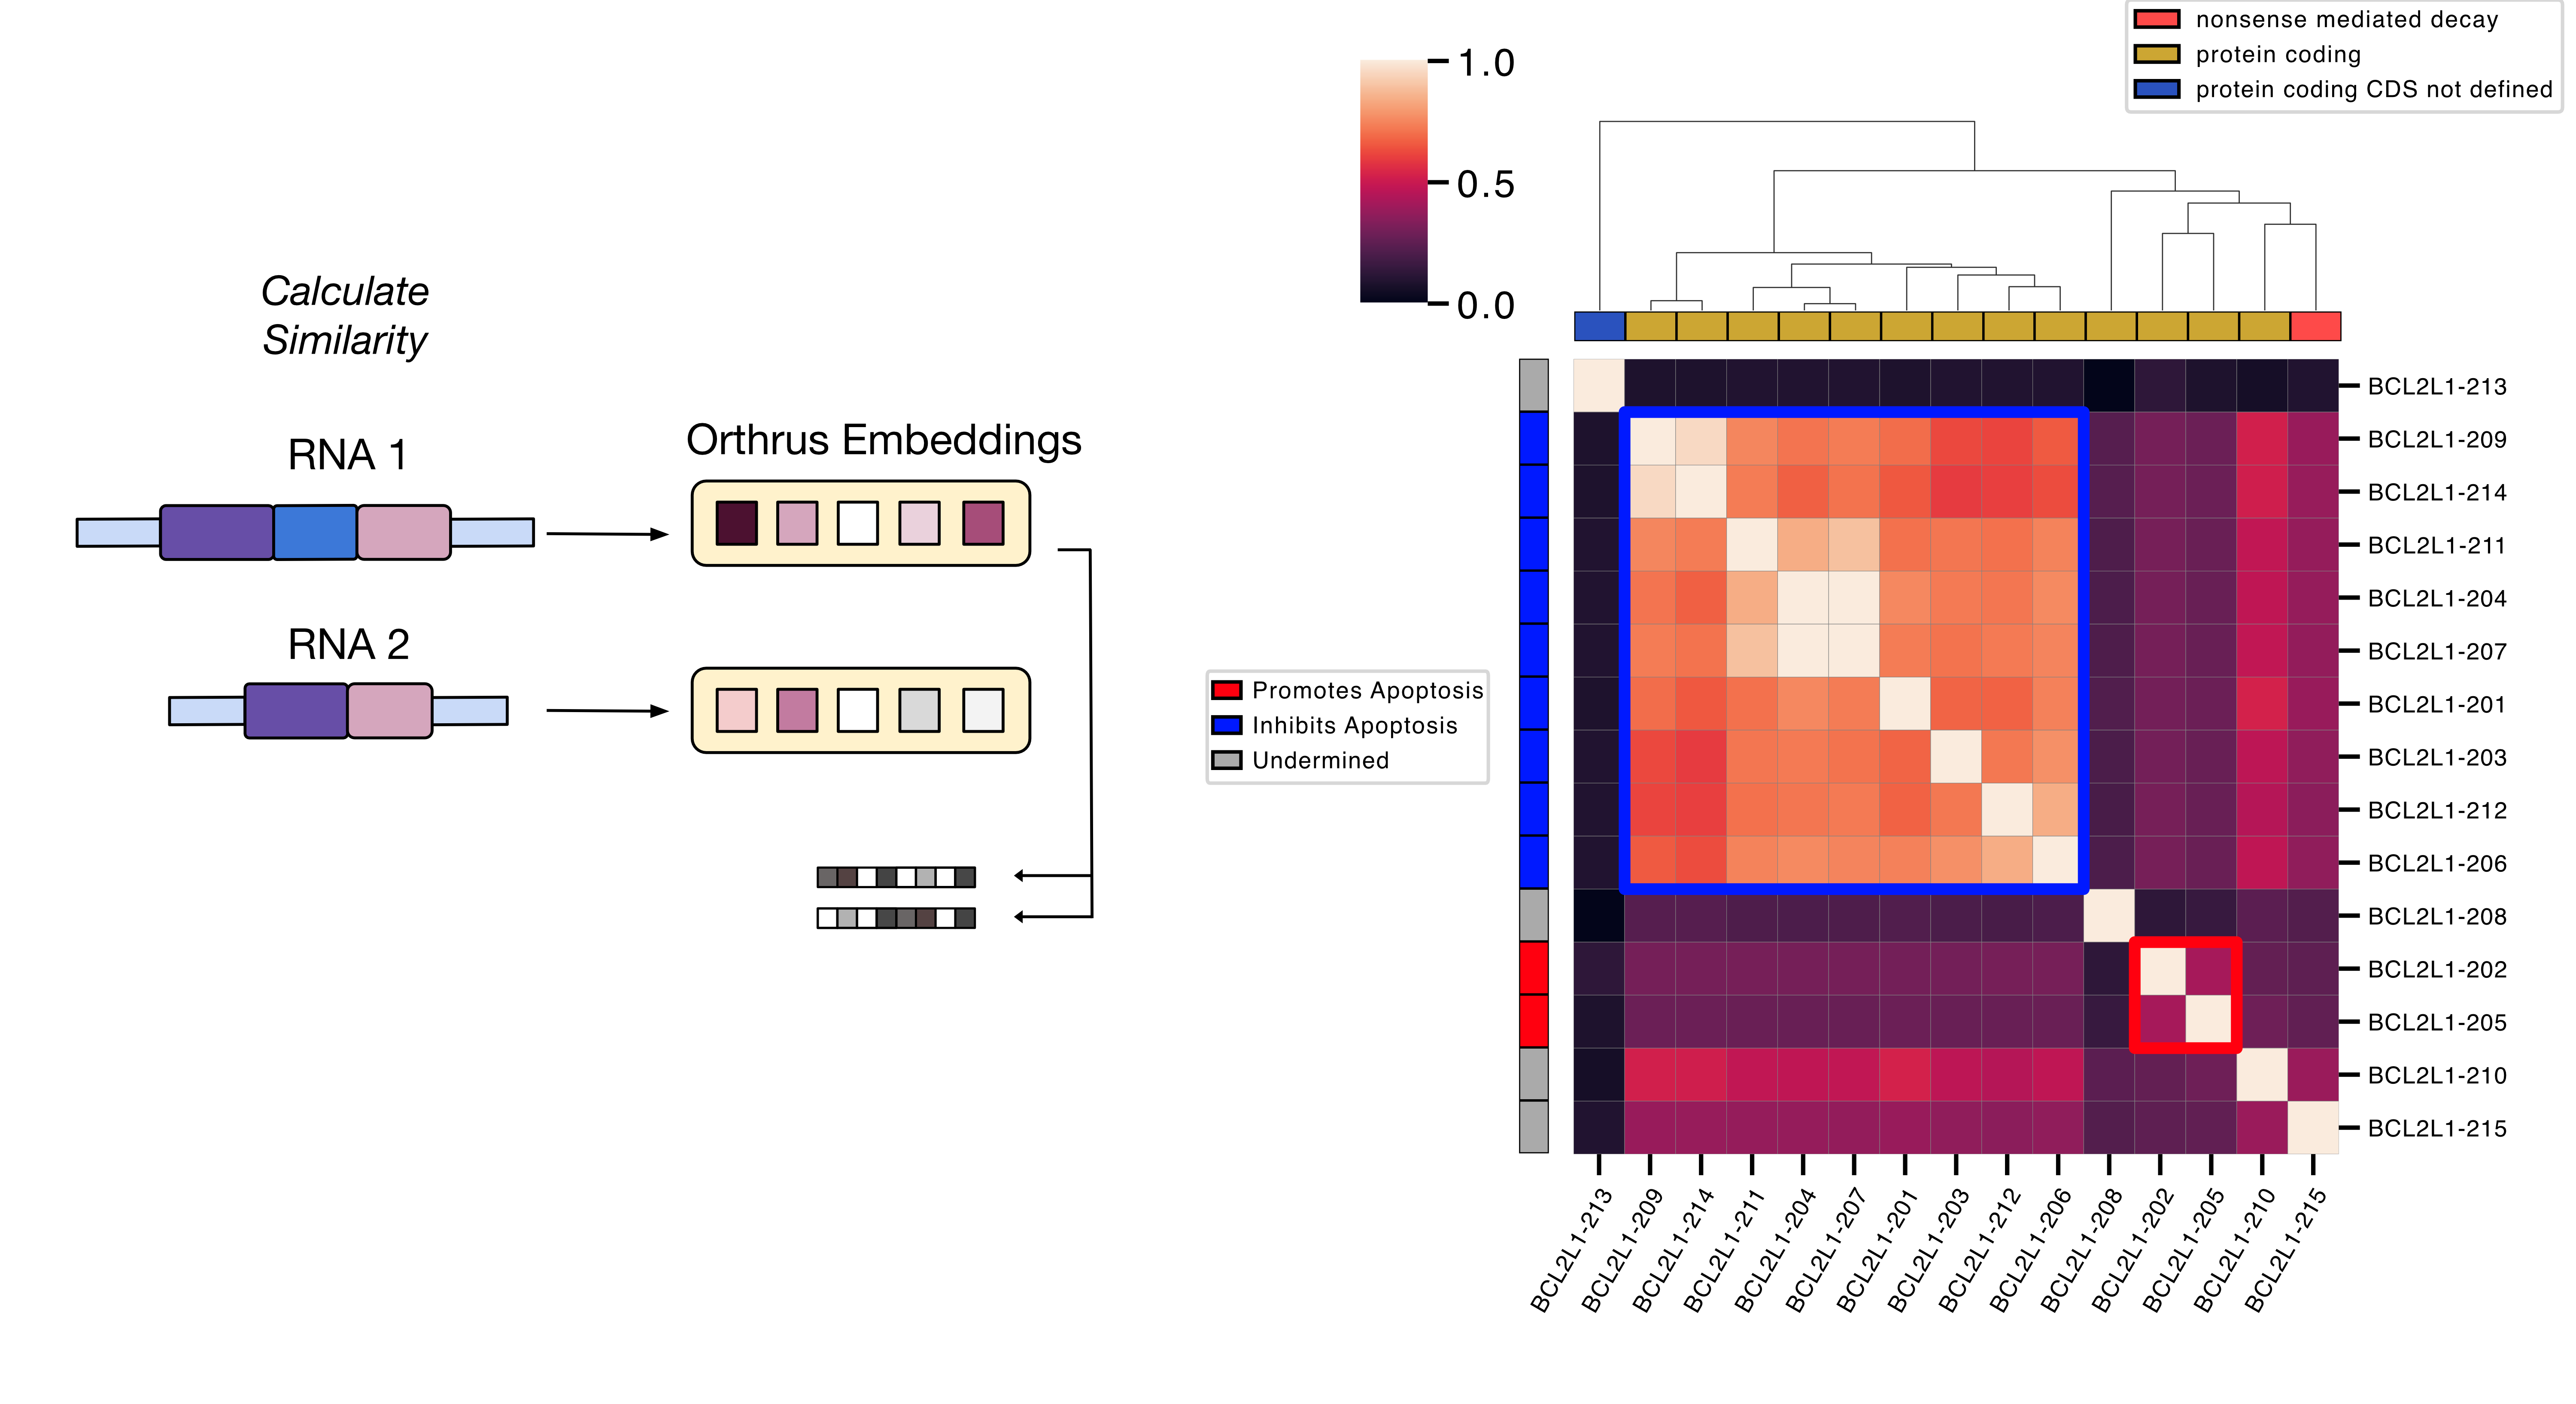 Calculate
Similarity
RNA 1
Orthrus Embeddings
RNA 2
1.0
0.5
0.0
nonsense mediated decay
protein coding
protein coding CDS not defined
Promotes Apoptosis
Inhibits Apoptosis
Undermined
BCL2L1-213
BCL2L1-209
BCL2L1-214
BCL2L1-211
BCL2L1-204
BCL2L1-207
BCL2L1-201
BCL2L1-203
BCL2L1-212
BCL2L1-206
BCL2L1-208
BCL2L1-202
BCL2L1-205
BCL2L1-210
BCL2L1-215
BCL2L1-213
BCL2L1-209
BCL2L1-214
BCL2L1-211
BCL2L1-204
BCL2L1-207
BCL2L1-201
BCL2L1-203
BCL2L1-212
BCL2L1-206
BCL2L1-208
BCL2L1-202
BCL2L1-205
BCL2L1-210
BCL2L1-215